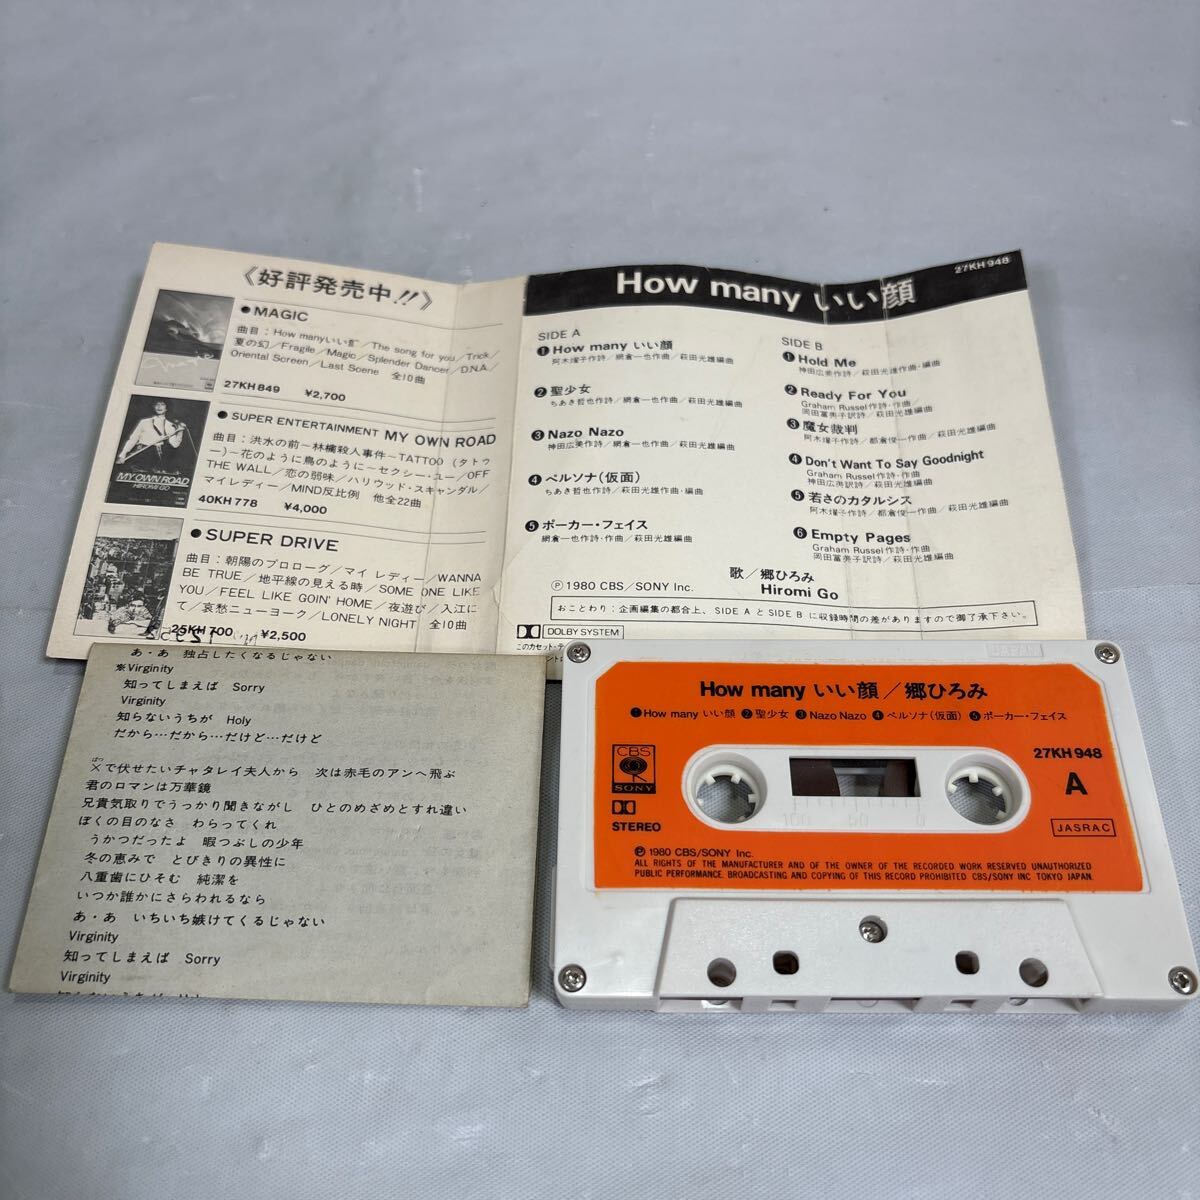 《好評発売中!!》
●MAGIC
曲目：How manyいい顔／The song for you／Trick／
夏の幻／Fragile／Magic／Splender Dancer／D.N.A.／
Oriental Screen／Last Scene 全10曲
27KH849 ¥2,700
●SUPER ENTERTAINMENT MY OWN ROAD
曲目：洪水の前～林檎殺人事件～TATTOO（タトゥ
ー）～花のように鳥のように～セクシー・ユー／OFF
THE WALL／恋の弱味／ハリウッド・スキャンダル／
マイレディー／MIND反比例 他全22曲
40KH778 ¥4,000
MY OWN ROAD
HIROMI GO
●SUPER DRIVE
曲目：朝陽のプロローグ／マイ レディー／WANNA
BE TRUE／地平線の見える時／SOME ONE LIKE
YOU／FEEL LIKE GOIN' HOME／夜遊び／入江に
て／哀愁ニューヨーク／LONELY NIGHT 全10曲
25KH700 ¥2,500
How many いい顔
27KH948
SIDE A
❶How many いい顔
阿木燿子作詩／網倉一也作曲／萩田光雄編曲
❷聖少女
ちあき哲也作詩／網倉一也作曲／萩田光雄編曲
❸Nazo Nazo
神田広美作詩／網倉一也作曲／萩田光雄編曲
❹ペルソナ(仮面)
ちあき哲也作詩／萩田光雄作曲・編曲
❺ポーカー・フェイス
網倉一也作詩・作曲／萩田光雄編曲
SIDE B
❶Hold Me
神田広美作詩／萩田光雄作曲・編曲
❷Ready For You
Graham Russel作詩・作曲／
岡田冨美子訳詩／萩田光雄編曲
❸魔女裁判
阿木燿子作詩／都倉俊一作曲／萩田光雄編曲
❹Don't Want To Say Goodnight
Graham Russel作詩・作曲／
神田広美訳詩／萩田光雄編曲
❺若さのカタルシス
阿木燿子作詩／都倉俊一作曲／萩田光雄編曲
❻Empty Pages
Graham Russel作詩・作曲／
岡田冨美子訳詩／萩田光雄編曲
歌／郷ひろみ
Hiromi Go
Ⓟ1980 CBS／SONY Inc.
おことわり：企画編集の都合上、SIDE A と SIDE B に収録時間の差がありますので御了承下さい。
DOLBY SYSTEM
あ・あ 独占したくなるじゃない
※Virginity
知ってしまえば Sorry
Virginity
知らないうちが Holy
だから…だから…だけど…だけど
ばつ
×で伏せたいチャタレイ夫人から 次は赤毛のアンへ飛ぶ
君のロマンは万華鏡
兄貴気取りでうっかり聞きながし ひとのめざめとすれ違い
ぼくの目のなさ わらってくれ
うかつだったよ 暇つぶしの少年
冬の恵みで とびきりの異性に
八重歯にひそむ 純潔を
いつか誰かにさらわれるなら
あ・あ いちいち嫉けてくるじゃない
Virginity
知ってしまえば Sorry
Virginity
JAPAN
How many いい顔／郷ひろみ
❶How many いい顔 ❷聖少女 ❸Nazo Nazo ❹ペルソナ(仮面) ❺ポーカー・フェイス
CBS
SONY
STEREO
27KH948
A
JASRAC
100 50 0
Ⓟ1980 CBS/SONY Inc.
ALL RIGHTS OF THE MANUFACTURER AND OF THE OWNER OF THE RECORDED WORK RESERVED UNAUTHORIZED
PUBLIC PERFORMANCE. BROADCASTING AND COPYING OF THIS RECORD PROHIBITED CBS/SONY INC TOKYO JAPAN.